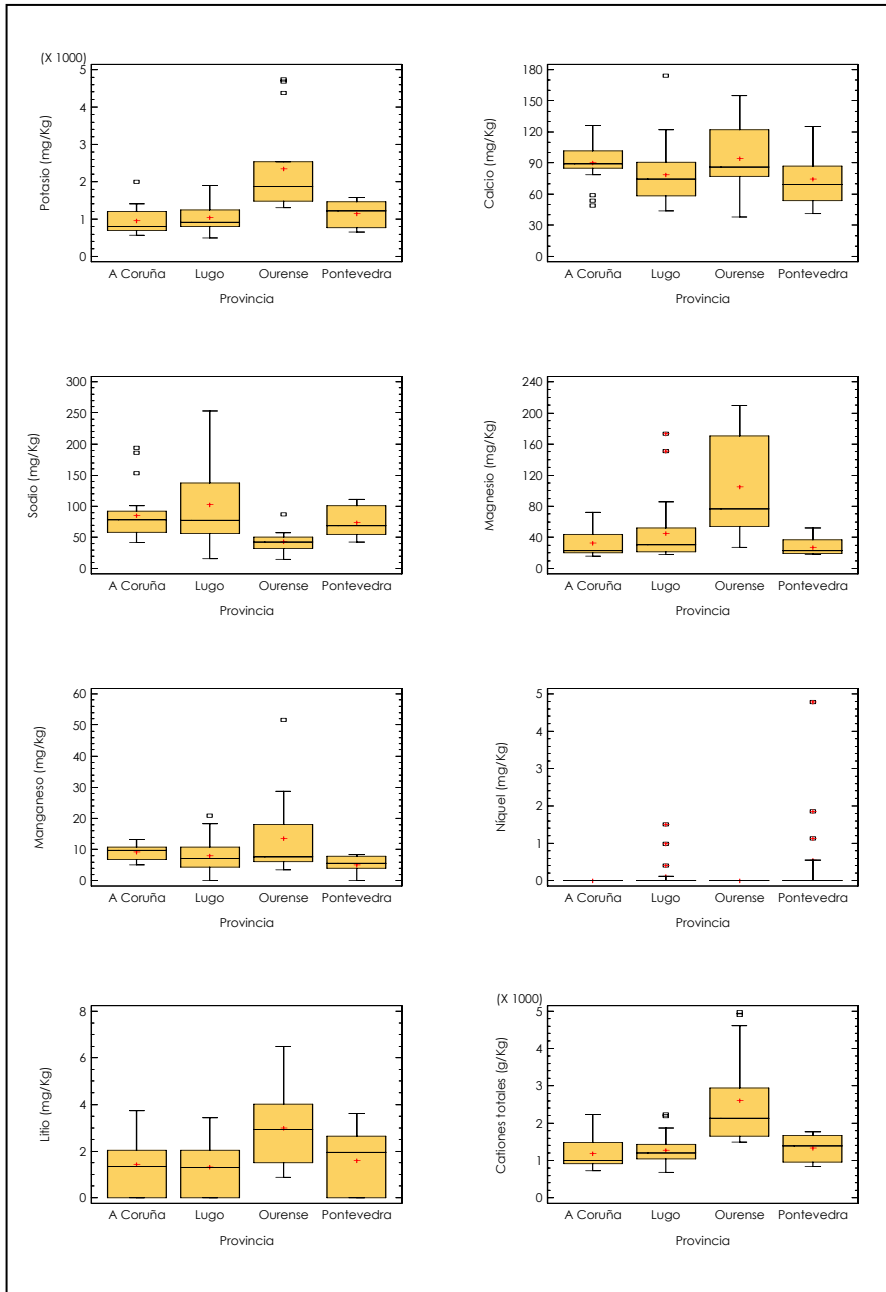 (X 1000)
Potasio (mg/Kg)
5
4
3
2
1
0
A Coruña Lugo Ourense Pontevedra
Provincia
Calcio (mg/Kg)
180
150
120
90
60
30
0
A Coruña Lugo Ourense Pontevedra
Provincia
Sodio (mg/Kg)
300
250
200
150
100
50
0
A Coruña Lugo Ourense Pontevedra
Provincia
Magnesio (mg/Kg)
240
200
160
120
80
40
0
A Coruña Lugo Ourense Pontevedra
Provincia
Manganeso (mg/kg)
60
50
40
30
20
10
0
A Coruña Lugo Ourense Pontevedra
Provincia
Níquel (mg/Kg)
5
4
3
2
1
0
A Coruña Lugo Ourense Pontevedra
Provincia
Litio (mg/Kg)
8
6
4
2
0
A Coruña Lugo Ourense Pontevedra
Provincia
(X 1000)
Cationes totales (g/Kg)
5
4
3
2
1
0
A Coruña Lugo Ourense Pontevedra
Provincia